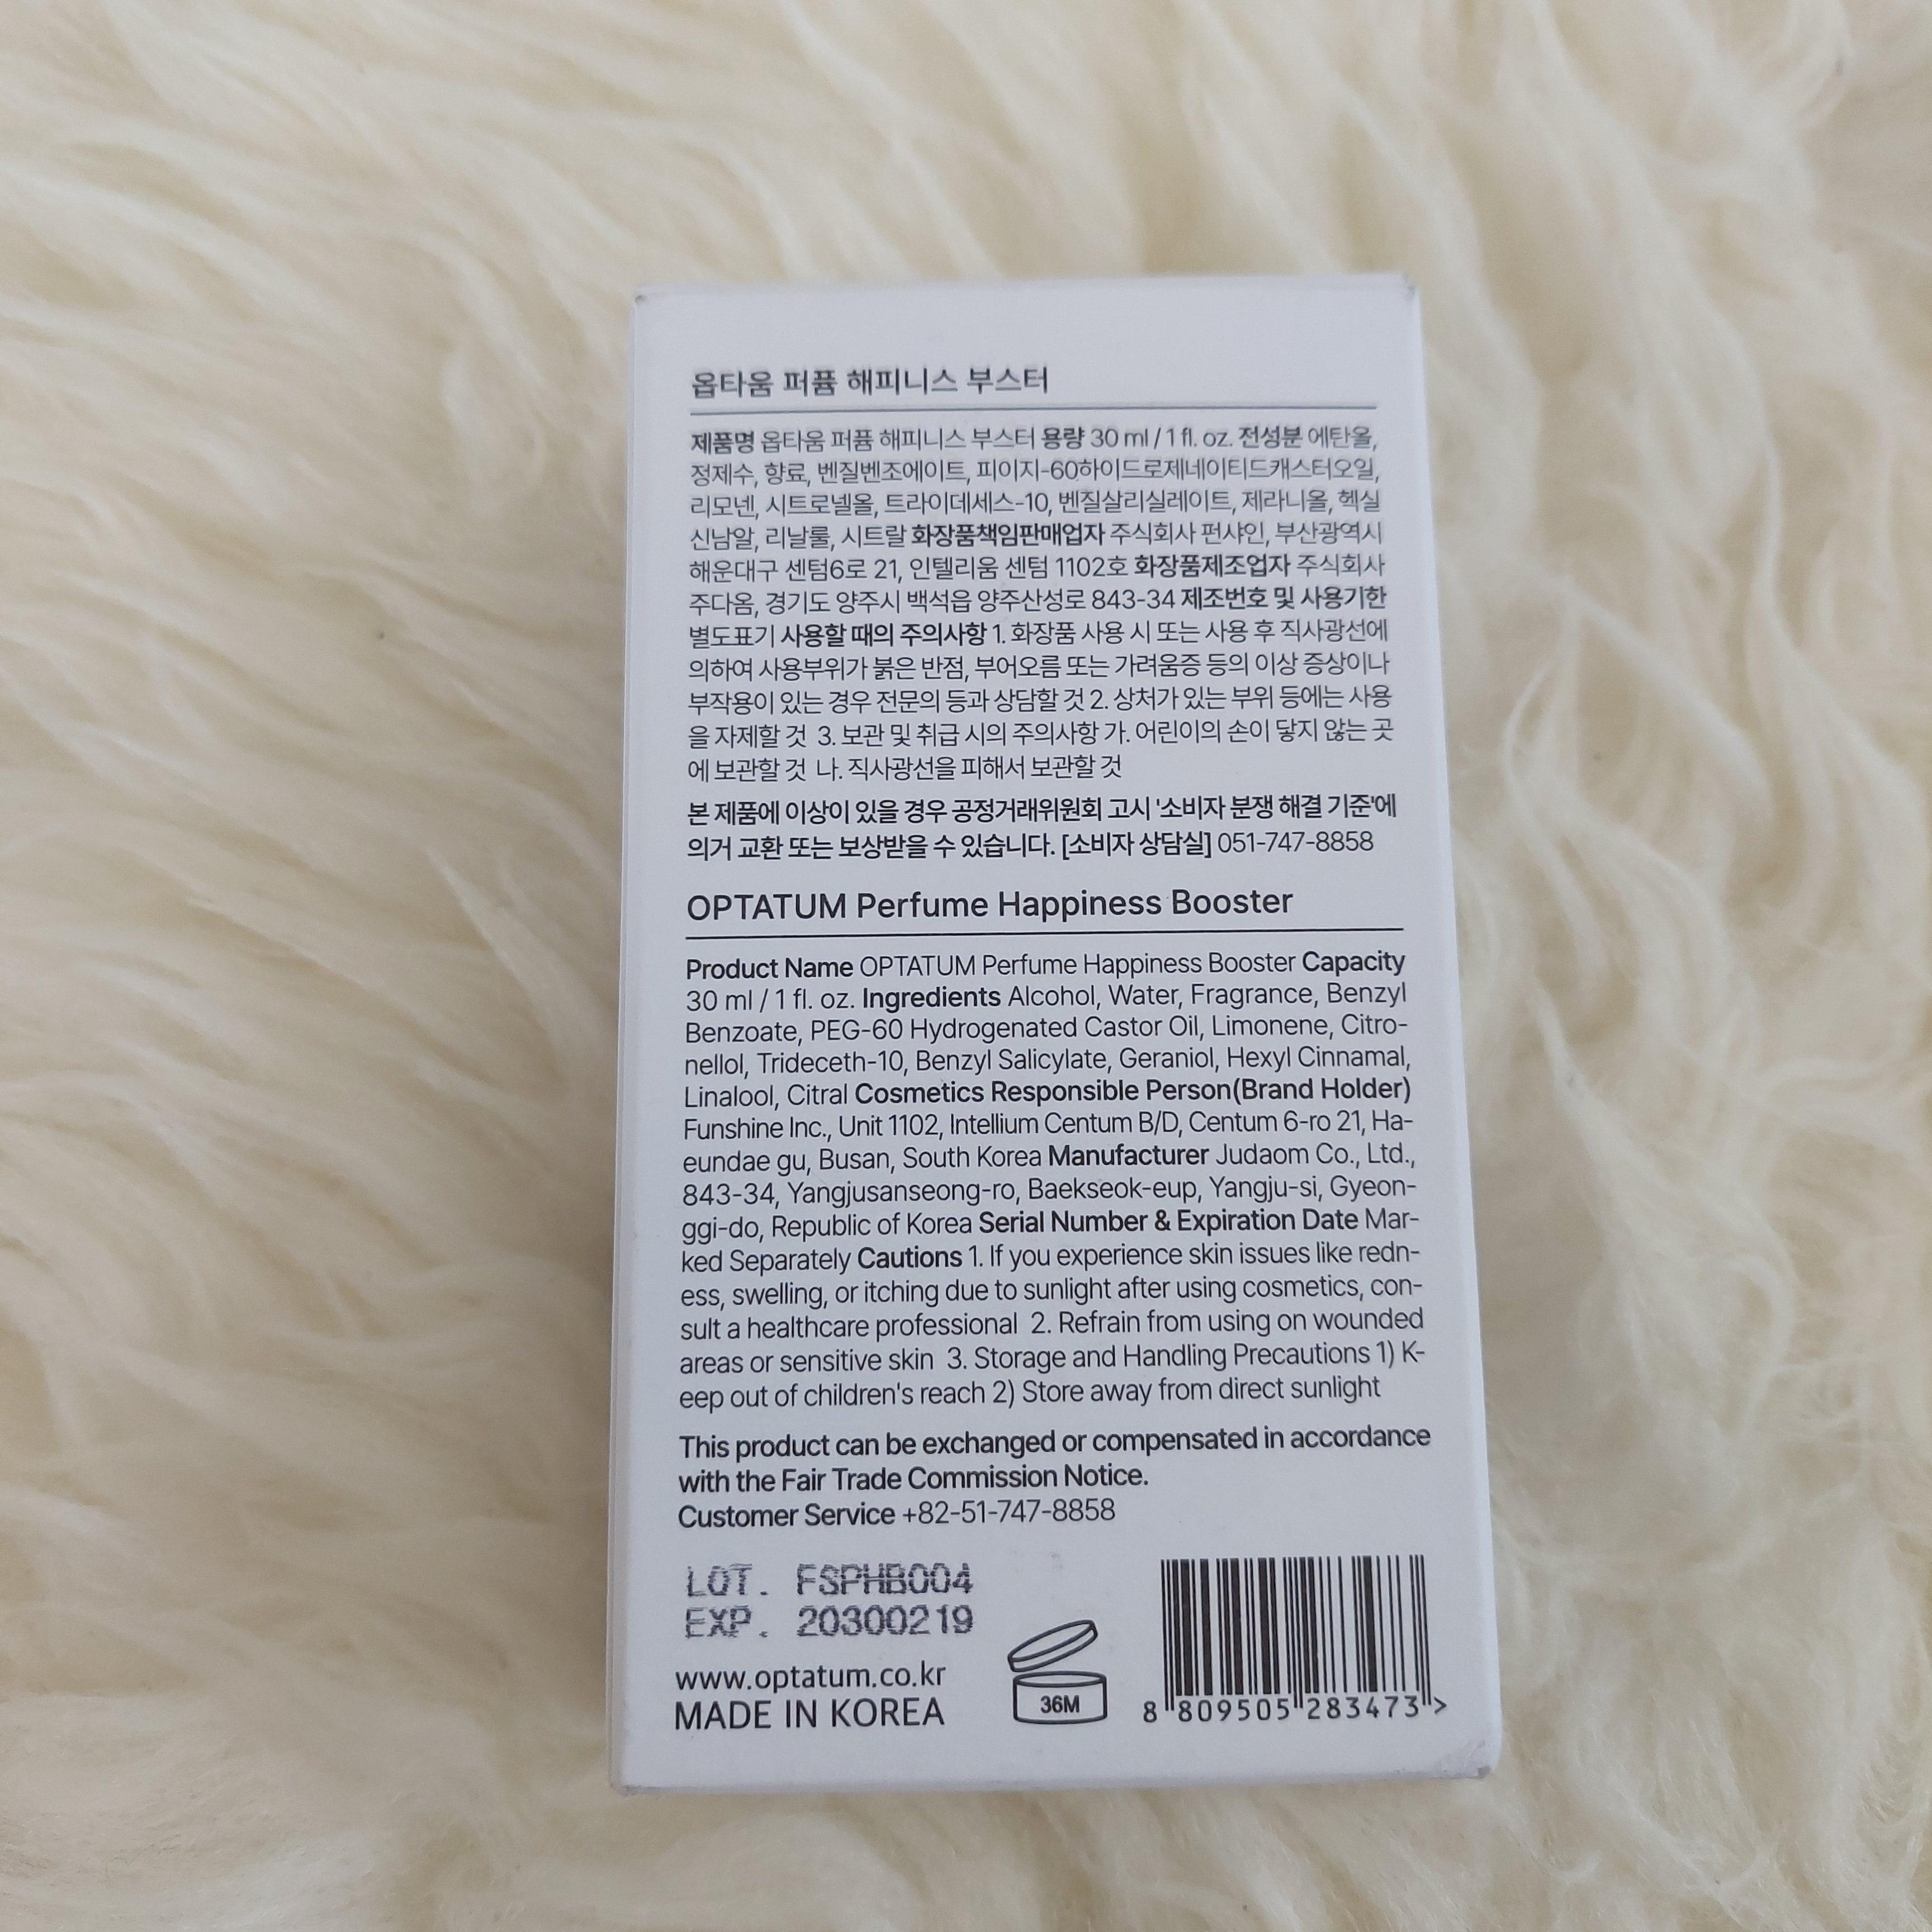 옵타움 퍼퓸 해피니스 부스터
제품명 옵타움 퍼퓸 해피니스 부스터 용량 30 ml / 1 fl. oz. 전성분 에탄올,
정제수, 향료, 벤질벤조에이트, 피이지-60하이드로제네이티드캐스터오일,
리모넨, 시트로넬올, 트라이데세스-10, 벤질살리실레이트, 제라니올, 헥실
신남알, 리날룰, 시트랄 화장품책임판매업자 주식회사 펀샤인, 부산광역시
해운대구 센텀6로 21, 인텔리움 센텀 1102호 화장품제조업자 주식회사
주다옴, 경기도 양주시 백석읍 양주산성로 843-34 제조번호 및 사용기한
별도표기 사용할 때의 주의사항 1. 화장품 사용 시 또는 사용 후 직사광선에
의하여 사용부위가 붉은 반점, 부어오름 또는 가려움증 등의 이상 증상이나
부작용이 있는 경우 전문의 등과 상담할 것 2. 상처가 있는 부위 등에는 사용
을 자제할 것 3. 보관 및 취급 시의 주의사항 가. 어린이의 손이 닿지 않는 곳
에 보관할 것 나. 직사광선을 피해서 보관할 것
본 제품에 이상이 있을 경우 공정거래위원회 고시 '소비자 분쟁 해결 기준'에
의거 교환 또는 보상받을 수 있습니다. [소비자 상담실] 051-747-8858
OPTATUM Perfume Happiness Booster
Product Name OPTATUM Perfume Happiness Booster Capacity
30 ml / 1 fl. oz. Ingredients Alcohol, Water, Fragrance, Benzyl
Benzoate, PEG-60 Hydrogenated Castor Oil, Limonene, Citro-
nellol, Trideceth-10, Benzyl Salicylate, Geraniol, Hexyl Cinnamal,
Linalool, Citral Cosmetics Responsible Person(Brand Holder)
Funshine Inc., Unit 1102, Intellium Centum B/D, Centum 6-ro 21, Ha-
eundae gu, Busan, South Korea Manufacturer Judaom Co., Ltd.,
843-34, Yangjusanseong-ro, Baekseok-eup, Yangju-si, Gyeon-
ggi-do, Republic of Korea Serial Number & Expiration Date Mar-
ked Separately Cautions 1. If you experience skin issues like redn-
ess, swelling, or itching due to sunlight after using cosmetics, con-
sult a healthcare professional 2. Refrain from using on wounded
areas or sensitive skin 3. Storage and Handling Precautions 1) K-
eep out of children's reach 2) Store away from direct sunlight
This product can be exchanged or compensated in accordance
with the Fair Trade Commission Notice.
Customer Service +82-51-747-8858
LOT. FSPHB004
EXP. 20300219
www.optatum.co.kr
MADE IN KOREA
36M
8 809505 283473 >